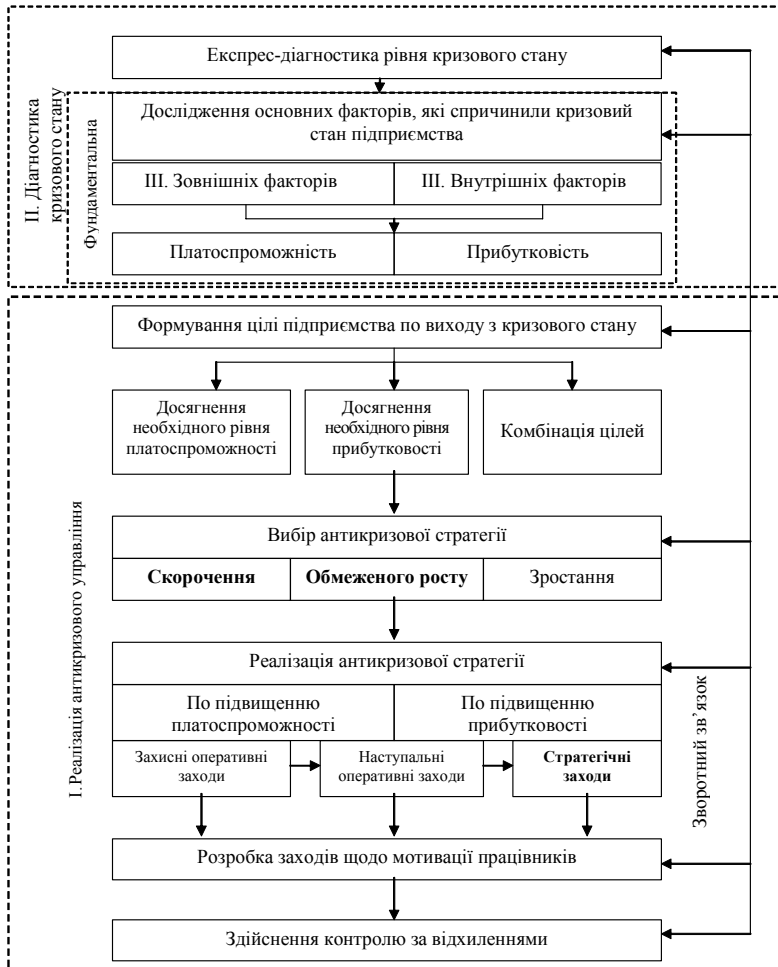 Експрес-діагностика рівня кризового стану
ІІ. Діагностика
кризового стану
Фундаментальна
Дослідження основних факторів, які спричинили кризовий
стан підприємства
ІІІ. Зовнішніх факторів
ІІІ. Внутрішніх факторів
Платоспроможність
Прибутковість
І.Реалізація антикризового управління
Формування цілі підприємства по виходу з кризового стану
Досягнення
необхідного рівня
платоспроможності
Досягнення
необхідного рівня
прибутковості
Комбінація цілей
Вибір антикризової стратегії
Скорочення
Обмеженого росту
Зростання
Реалізація антикризової стратегії
По підвищенню
платоспроможності
По підвищенню
прибутковості
Захисні оперативні
заходи
Наступальні
оперативні заходи
Стратегічні
заходи
Розробка заходів щодо мотивації працівників
Здійснення контролю за відхиленнями
Зворотний зв’язок